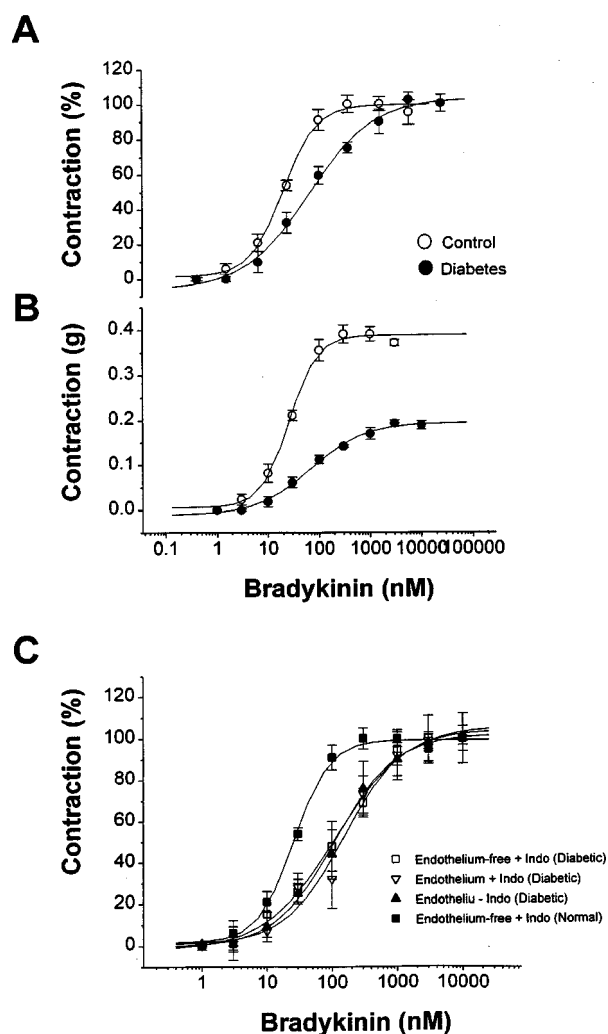 A
Contraction (%)
120
100
80
60
40
20
0
Control
Diabetes
B
Contraction (g)
0.4
0.3
0.2
0.1
0.0
0.1 1 10 100 1000 10000 100000
Bradykinin (nM)
C
Contraction (%)
120
100
80
60
40
20
0
Endothelium-free + Indo (Diabetic)
Endothelium + Indo (Diabetic)
Endotheliu - Indo (Diabetic)
Endothelium-free + Indo (Normal)
1 10 100 1000 10000
Bradykinin (nM)